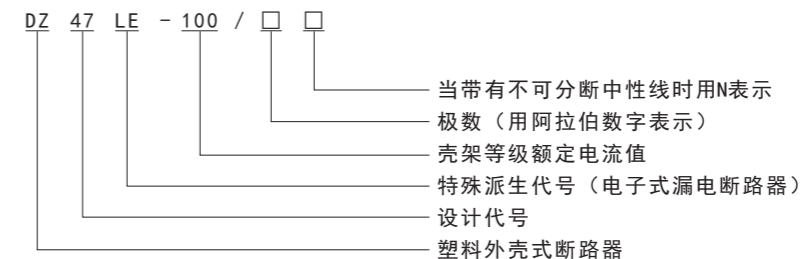 DZ 47 LE - 100 / □ □
当带有不可分断中性线时用N表示
极数（用阿拉伯数字表示）
壳架等级额定电流值
特殊派生代号（电子式漏电断路器）
设计代号
塑料外壳式断路器